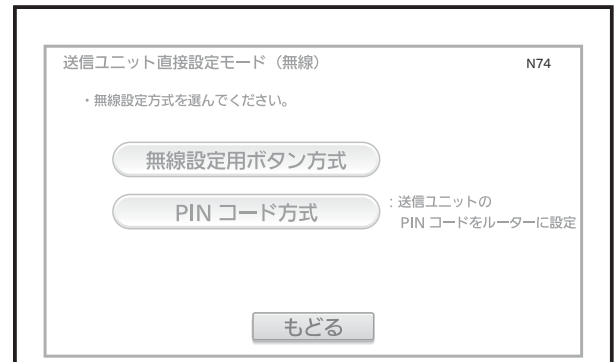 送信ユニット直接設定モード（無線） N74
・無線設定方式を選んでください。
無線設定用ボタン方式
PIN コード方式
：送信ユニットの
PIN コードをルーターに設定
もどる